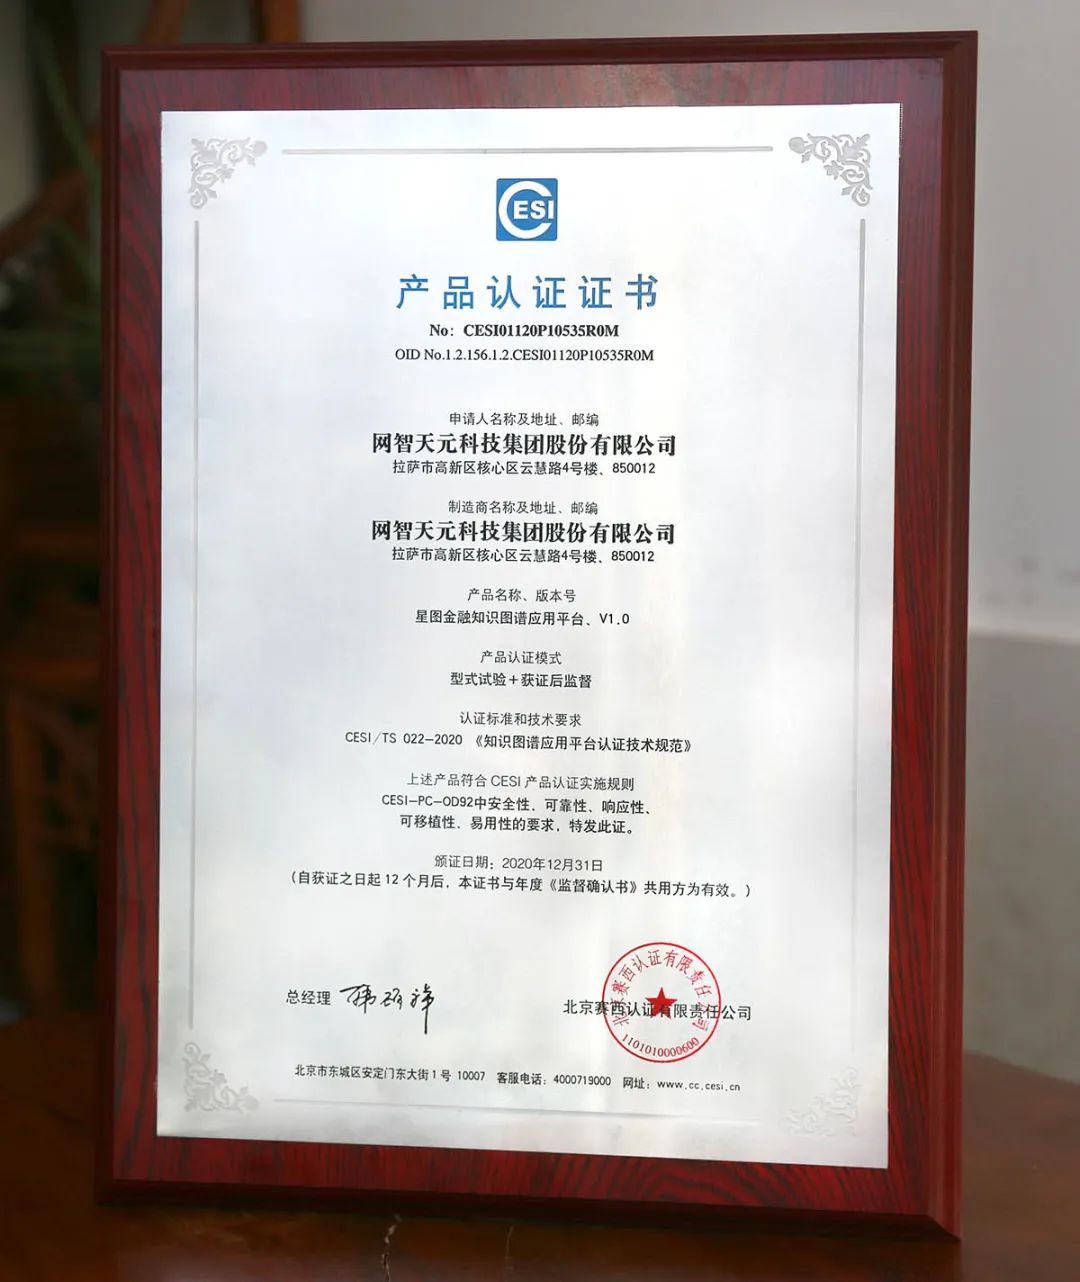 CESI
产品认证证书
No: CESI01120P10535R0M
OID No.1.2.156.1.2.CESI01120P10535R0M
申请人名称及地址、邮编
网智天元科技集团股份有限公司
拉萨市高新区核心区云慧路4号楼、850012
制造商名称及地址、邮编
网智天元科技集团股份有限公司
拉萨市高新区核心区云慧路4号楼、850012
产品名称、版本号
星图金融知识图谱应用平台、V1.0
产品认证模式
型式试验+获证后监督
认证标准和技术要求
CESI/TS 022-2020 《知识图谱应用平台认证技术规范》
上述产品符合 CESI 产品认证实施规则
CESI-PC-OD92中安全性、可靠性、响应性、
可移植性、易用性的要求，特发此证。
颁证日期：2020年12月31日
（自获证之日起 12 个月后，本证书与年度《监督确认书》共用方为有效。）
总经理
北京赛西认证有限责任公司
北京赛西认证有限责任公司
1101010000600
北京市东城区安定门东大街 1 号 10007 客服电话：4000719000 网址：www.cc.cesi.cn